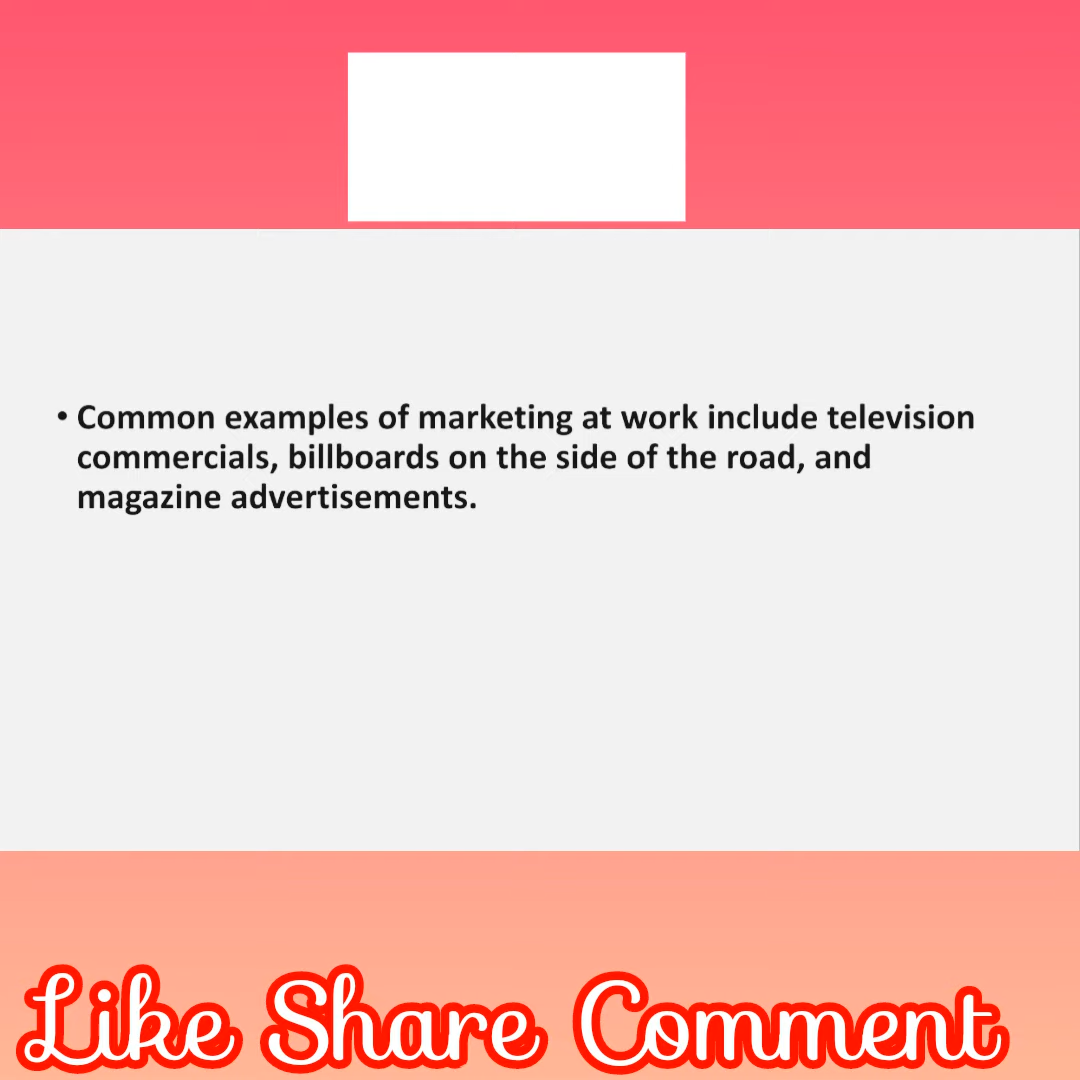 • Common examples of marketing at work include television
commercials, billboards on the side of the road, and
magazine advertisements.
Like Share Comment